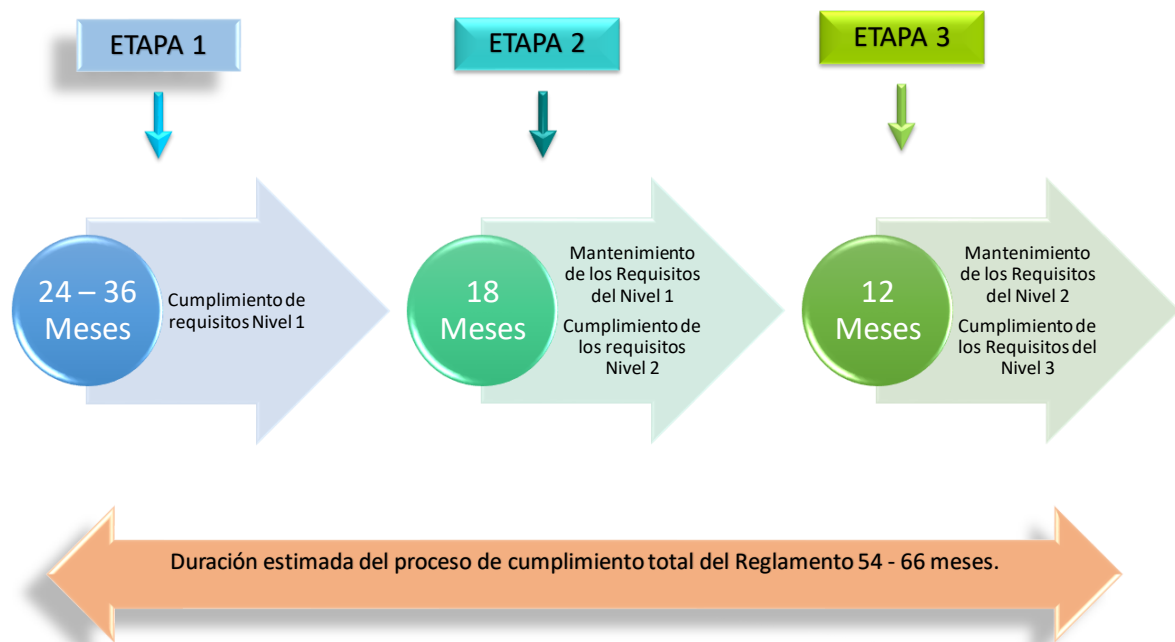 ETAPA 1
ETAPA 2
ETAPA 3
24 – 36
Meses
Cumplimiento de
requisitos Nivel 1
18
Meses
Mantenimiento
de los Requisitos
del Nivel 1
Cumplimiento de
los requisitos
Nivel 2
12
Meses
Mantenimiento
de los Requisitos
del Nivel 2
Cumplimiento de
los Requisitos del
Nivel 3
Duración estimada del proceso de cumplimiento total del Reglamento 54 - 66 meses.